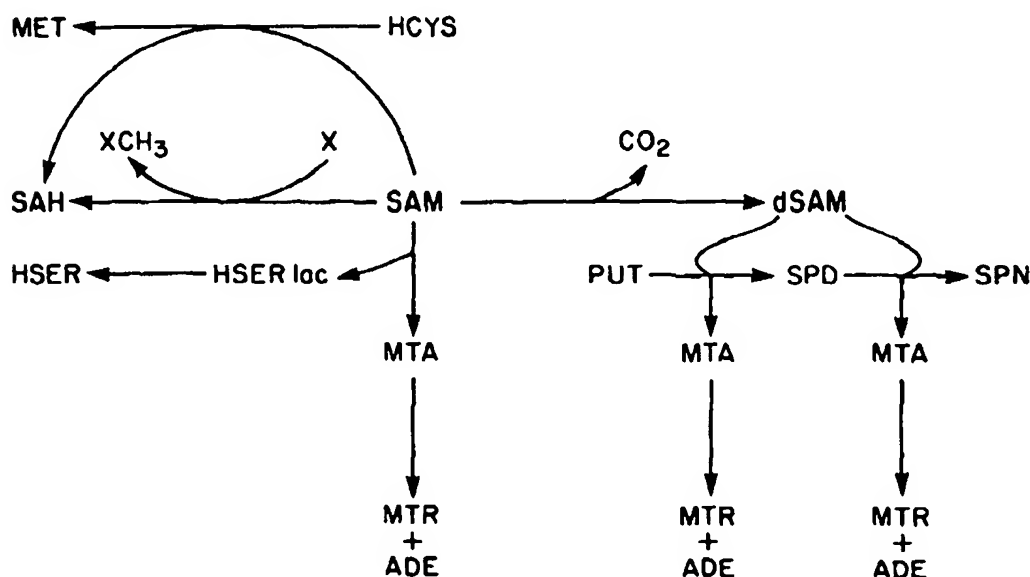 MET HCYS
XCH3 X CO2
SAH SAM dSAM
HSER HSER lac PUT SPD SPN
MTA MTA MTA
MTR MTR MTR
+ + +
ADE ADE ADE